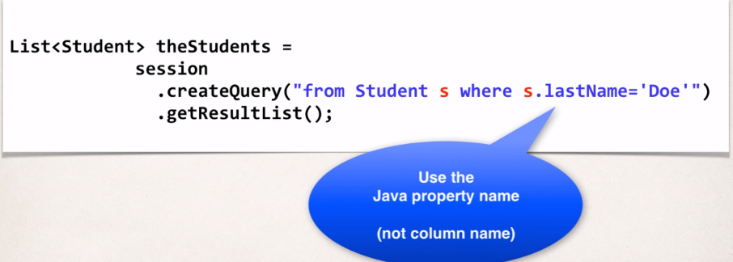 List<Student> theStudents =
session
.createQuery("from Student s where s.lastName='Doe'")
.getResultList();
Use the
Java property name
(not column name)